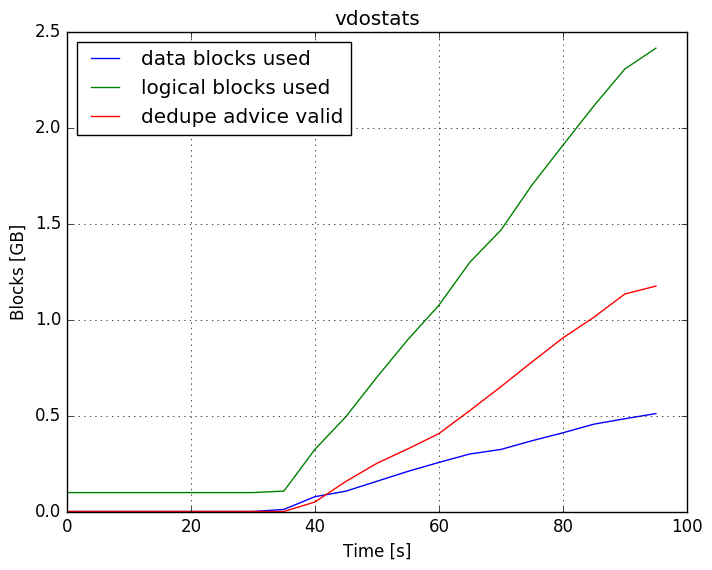 vdostats
data blocks used
logical blocks used
dedupe advice valid
Blocks [GB]
2.5
2.0
1.5
1.0
0.5
0.0
0 20 40 60 80 100
Time [s]